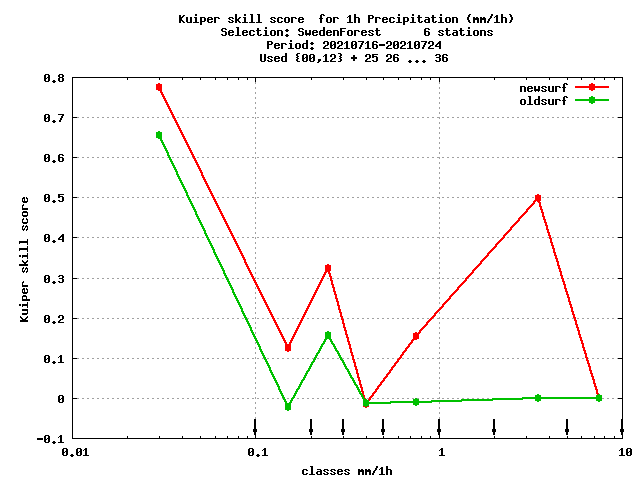 Kuiper skill score  for 1h Precipitation (mm/1h)
Selection: SwedenForest      6 stations
Period: 20210716-20210724
Used {00,12} + 25 26 ... 36
newsurf
oldsurf
0.8
0.7
0.6
0.5
0.4
0.3
0.2
0.1
0
-0.1
Kuiper skill score
0.01
0.1
1
10
classes mm/1h